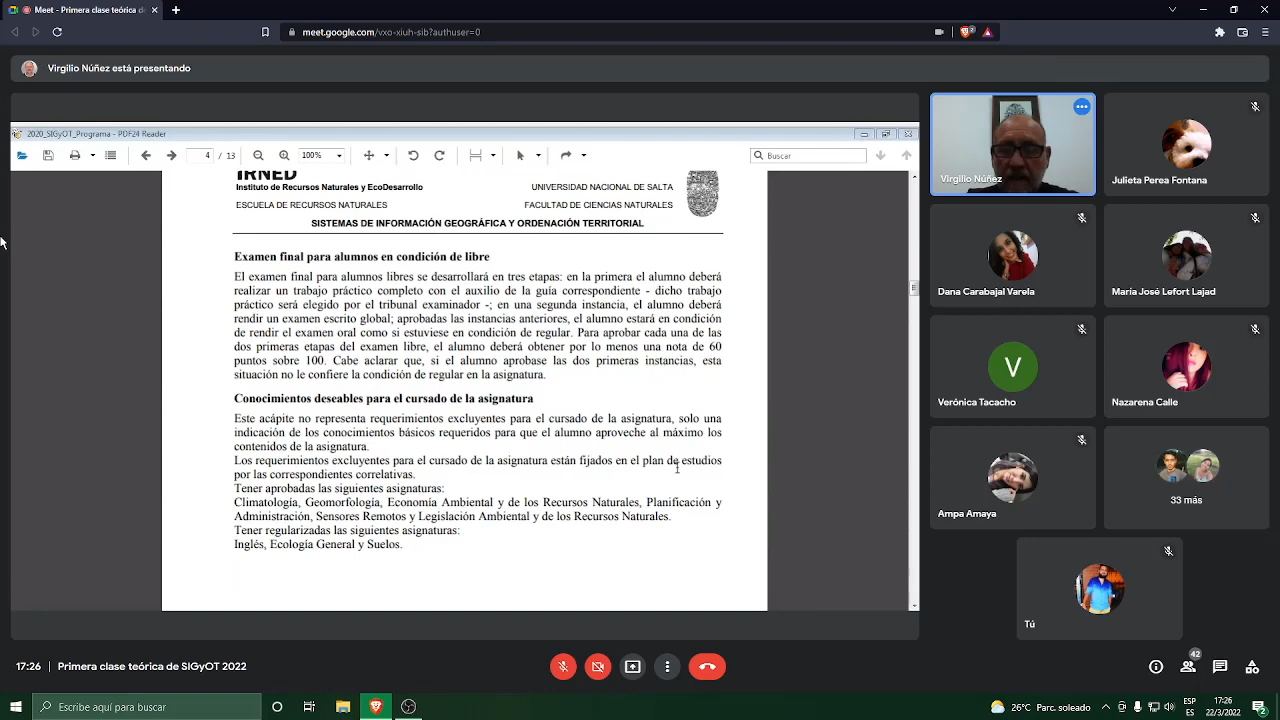 Meet - Primera clase teórica de
meet.google.com/vxo-xiuh-sib?authuser=0
2
Virgilio Núñez está presentando
2020_SIGyOT_Programa - PDF24 Reader
4 / 13
100%
Buscar
IRNED
Instituto de Recursos Naturales y EcoDesarrollo
UNIVERSIDAD NACIONAL DE SALTA
ESCUELA DE RECURSOS NATURALES
FACULTAD DE CIENCIAS NATURALES
SISTEMAS DE INFORMACIÓN GEOGRÁFICA Y ORDENACIÓN TERRITORIAL
Examen final para alumnos en condición de libre
El examen final para alumnos libres se desarrollará en tres etapas: en la primera el alumno deberá
realizar un trabajo práctico completo con el auxilio de la guía correspondiente - dicho trabajo
práctico será elegido por el tribunal examinador -; en una segunda instancia, el alumno deberá
rendir un examen escrito global; aprobadas las instancias anteriores, el alumno estará en condición
de rendir el examen oral como si estuviese en condición de regular. Para aprobar cada una de las
dos primeras etapas del examen libre, el alumno deberá obtener por lo menos una nota de 60
puntos sobre 100. Cabe aclarar que, si el alumno aprobase las dos primeras instancias, esta
situación no le confiere la condición de regular en la asignatura.
Conocimientos deseables para el cursado de la asignatura
Este acápite no representa requerimientos excluyentes para el cursado de la asignatura, solo una
indicación de los conocimientos básicos requeridos para que el alumno aproveche al máximo los
contenidos de la asignatura.
Los requerimientos excluyentes para el cursado de la asignatura están fijados en el plan de estudios
por las correspondientes correlativas.
Tener aprobadas las siguientes asignaturas:
Climatología, Geomorfología, Economía Ambiental y de los Recursos Naturales, Planificación y
Administración, Sensores Remotos y Legislación Ambiental y de los Recursos Naturales.
Tener regularizadas las siguientes asignaturas:
Inglés, Ecología General y Suelos.
Virgilio Núñez
Julieta Perea Fontana
Dana Carabajal Varela
María José Lefort Lajad
V
Verónica Tacacho
Nazarena Calle
Ampa Amaya
33 más
Tú
17:26 | Primera clase teórica de SIGyOT 2022
42
Escribe aquí para buscar
26°C Parc. soleado
ESP
ES
17:26
22/3/2022
2